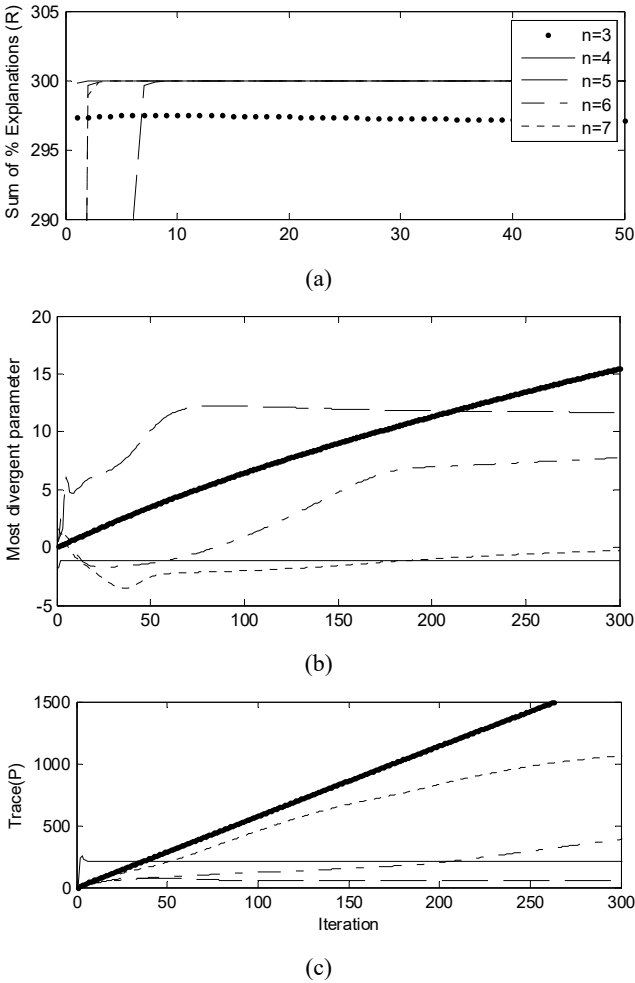 305
300
295
290
Sum of % Explanations (R)
n=3
n=4
n=5
n=6
n=7
0 10 20 30 40 50
(a)
20
15
10
5
0
-5
Most divergent parameter
0 50 100 150 200 250 300
(b)
1500
1000
500
0
Trace(P)
0 50 100 150 200 250 300
Iteration
(c)